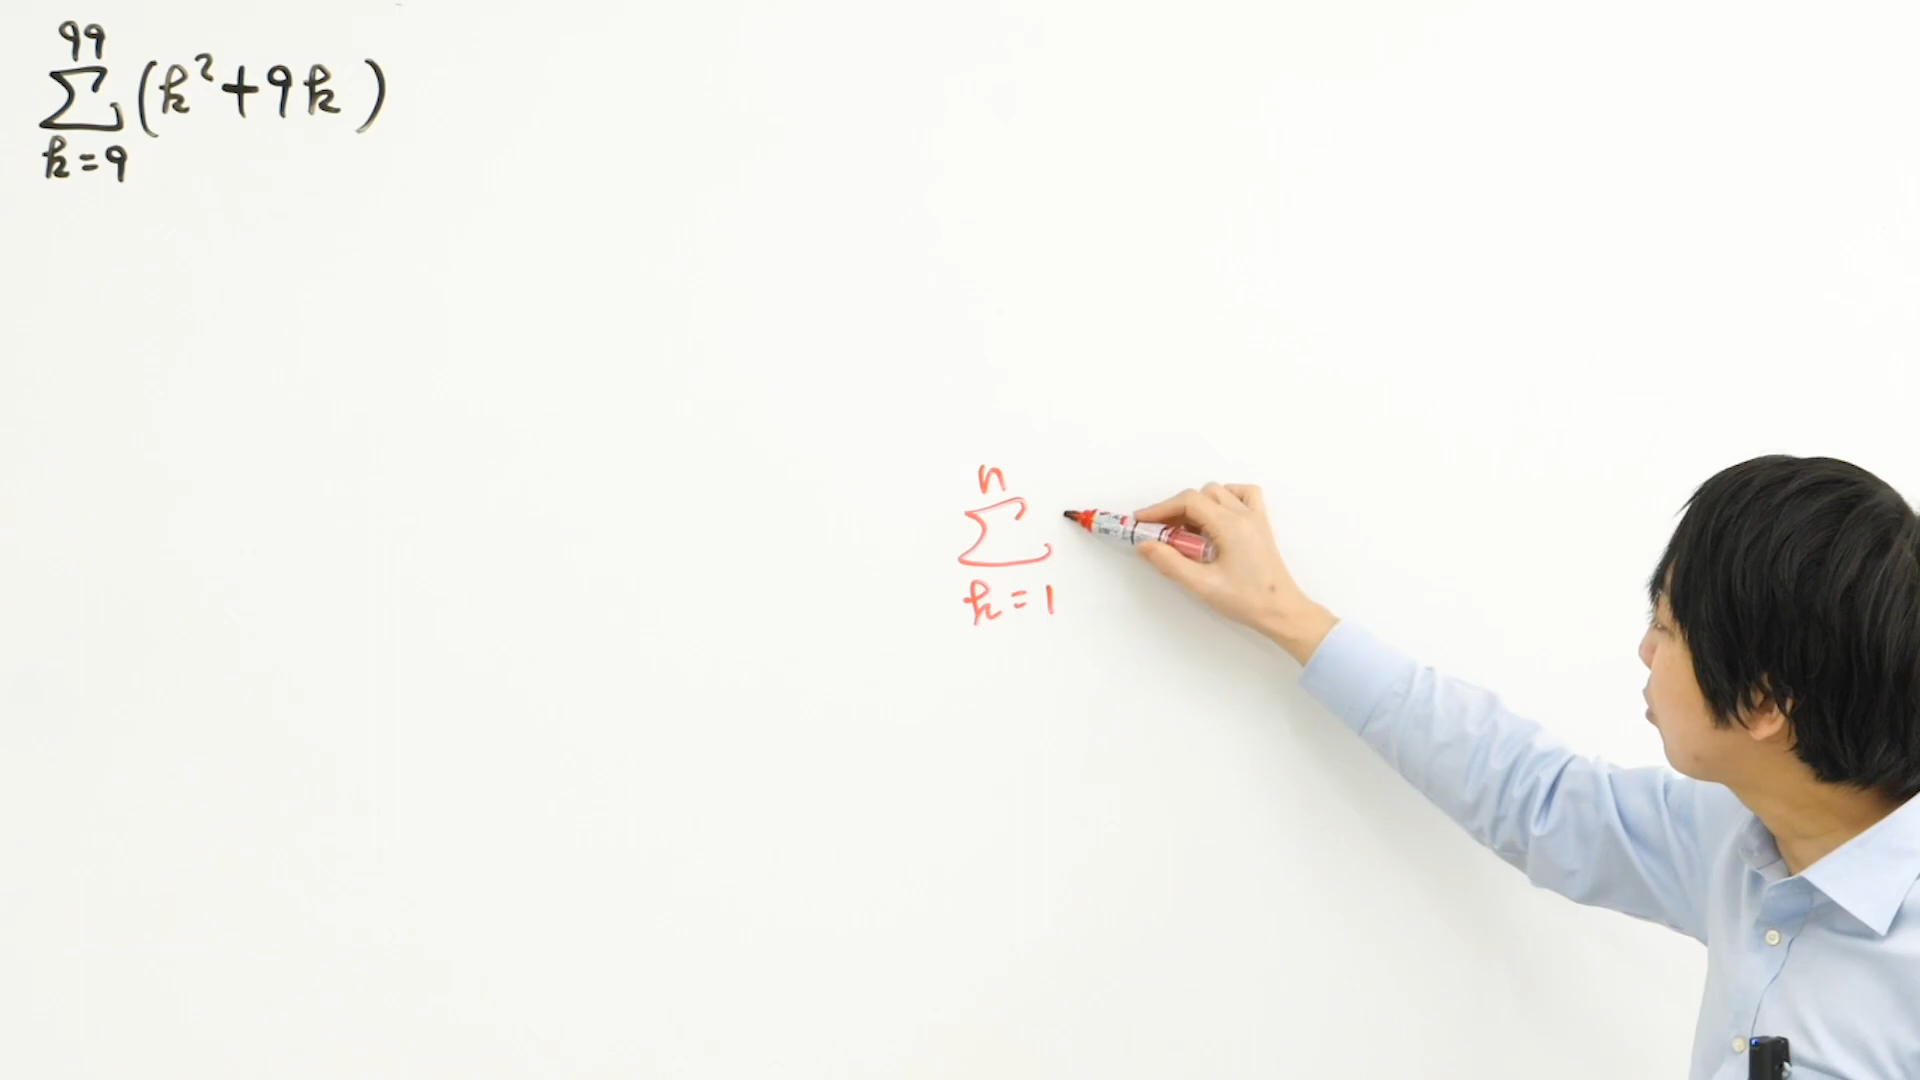 99
∑ (k²+9k)
k=9
n
∑
k=1